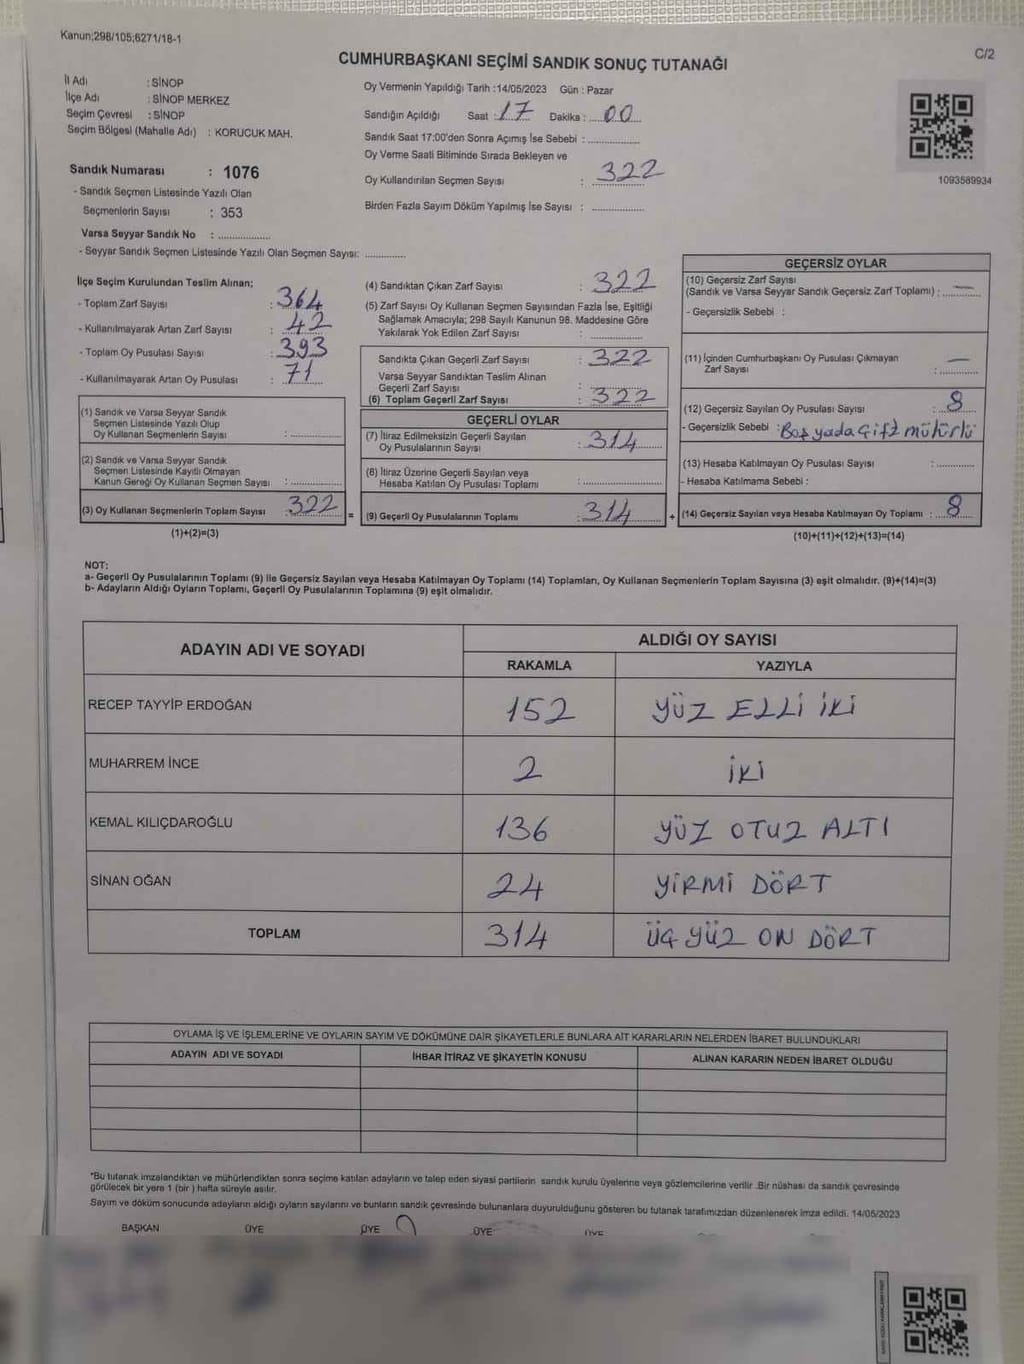 Kanun;298/105;6271/18-1
C/2
CUMHURBAŞKANI SEÇİMİ SANDIK SONUÇ TUTANAĞI
İl Adı : SİNOP
İlçe Adı : SİNOP MERKEZ
Seçim Çevresi : SİNOP
Seçim Bölgesi (Mahalle Adı) : KORUCUK MAH.
Sandık Numarası : 1076
- Sandık Seçmen Listesinde Yazılı Olan
Seçmenlerin Sayısı : 353
Varsa Seyyar Sandık No : ..................
- Seyyar Sandık Seçmen Listesinde Yazılı Olan Seçmen Sayısı: .............
Oy Vermenin Yapıldığı Tarih :14/05/2023 Gün : Pazar
Sandığın Açıldığı Saat : 17 Dakika : 00
Sandık Saat 17:00'den Sonra Açımış İse Sebebi : ..................
Oy Verme Saati Bitiminde Sırada Bekleyen ve
Oy Kullandırılan Seçmen Sayısı : 322
Birden Fazla Sayım Döküm Yapılmış İse Sayısı : ..................
1093589934
İlçe Seçim Kurulundan Teslim Alınan;
- Toplam Zarf Sayısı : 364
- Kullanılmayarak Artan Zarf Sayısı : 42
- Toplam Oy Pusulası Sayısı : 393
- Kullanılmayarak Artan Oy Pusulası : 71
(1) Sandık ve Varsa Seyyar Sandık
Seçmen Listesinde Yazılı Olup
Oy Kullanan Seçmenlerin Sayısı : ..................
(2) Sandık ve Varsa Seyyar Sandık
Seçmen Listesinde Kayıtlı Olmayan
Kanun Gereği Oy Kullanan Seçmen Sayısı : ..................
(3) Oy Kullanan Seçmenlerin Toplam Sayısı : 322
(1)+(2)=(3)
=
(4) Sandıktan Çıkan Zarf Sayısı : 322
(5) Zarf Sayısı Oy Kullanan Seçmen Sayısından Fazla İse, Eşitliği
Sağlamak Amacıyla; 298 Sayılı Kanunun 98. Maddesine Göre
Yakılarak Yok Edilen Zarf Sayısı : ..................
Sandıkta Çıkan Geçerli Zarf Sayısı : 322
Varsa Seyyar Sandıktan Teslim Alınan
Geçerli Zarf Sayısı : ..................
(6) Toplam Geçerli Zarf Sayısı : 322
GEÇERLİ OYLAR
(7) İtiraz Edilmeksizin Geçerli Sayılan
Oy Pusulalarının Sayısı : 314
(8) İtiraz Üzerine Geçerli Sayılan veya
Hesaba Katılan Oy Pusulası Toplamı : ..................
(9) Geçerli Oy Pusulalarının Toplamı : 314
+
GEÇERSİZ OYLAR
(10) Geçersiz Zarf Sayısı
(Sandık ve Varsa Seyyar Sandık Geçersiz Zarf Toplamı) : —
- Geçersizlik Sebebi :
(11) İçinden Cumhurbaşkanı Oy Pusulası Çıkmayan
Zarf Sayısı : —
(12) Geçersiz Sayılan Oy Pusulası Sayısı : 8
- Geçersizlik Sebebi : Boş yada Çift mühürlü
(13) Hesaba Katılmayan Oy Pusulası Sayısı : .............
- Hesaba Katılmama Sebebi :
(14) Geçersiz Sayılan veya Hesaba Katılmayan Oy Toplamı : 8
(10)+(11)+(12)+(13)=(14)
NOT:
a- Geçerli Oy Pusulalarının Toplamı (9) ile Geçersiz Sayılan veya Hesaba Katılmayan Oy Toplamı (14) Toplamları, Oy Kullanan Seçmenlerin Toplam Sayısına (3) eşit olmalıdır. (9)+(14)=(3)
b- Adayların Aldığı Oyların Toplamı, Geçerli Oy Pusulalarının Toplamına (9) eşit olmalıdır.
ADAYIN ADI VE SOYADI
ALDIĞI OY SAYISI
RAKAMLA YAZIYLA
RECEP TAYYİP ERDOĞAN 152 YÜZ ELLİ İKİ
MUHARREM İNCE 2 İKİ
KEMAL KILIÇDAROĞLU 136 YÜZ OTUZ ALTI
SİNAN OĞAN 24 YİRMİ DÖRT
TOPLAM 314 ÜÇ YÜZ ON DÖRT
OYLAMA İŞ VE İŞLEMLERİNE VE OYLARIN SAYIM VE DÖKÜMÜNE DAİR ŞİKAYETLERLE BUNLARA AİT KARARLARIN NELERDEN İBARET BULUNDUKLARI
ADAYIN ADI VE SOYADI İHBAR İTİRAZ VE ŞİKAYETİN KONUSU ALINAN KARARIN NEDEN İBARET OLDUĞU
*Bu tutanak imzalandıktan ve mühürlendikten sonra seçime katılan adayların ve talep eden siyasi partilerin sandık kurulu üyelerine veya gözlemcilerine verilir .Bir nüshası da sandık çevresinde
görülecek bir yere 1 (bir ) hafta süreyle asılır.
Sayım ve döküm sonucunda adayların aldığı oyların sayılarını ve bunların sandık çevresinde bulunanlara duyurulduğunu gösteren bu tutanak tarafımızdan düzenlenerek imza edildi. 14/05/2023
BAŞKAN ÜYE ÜYE ÜYE ÜYE